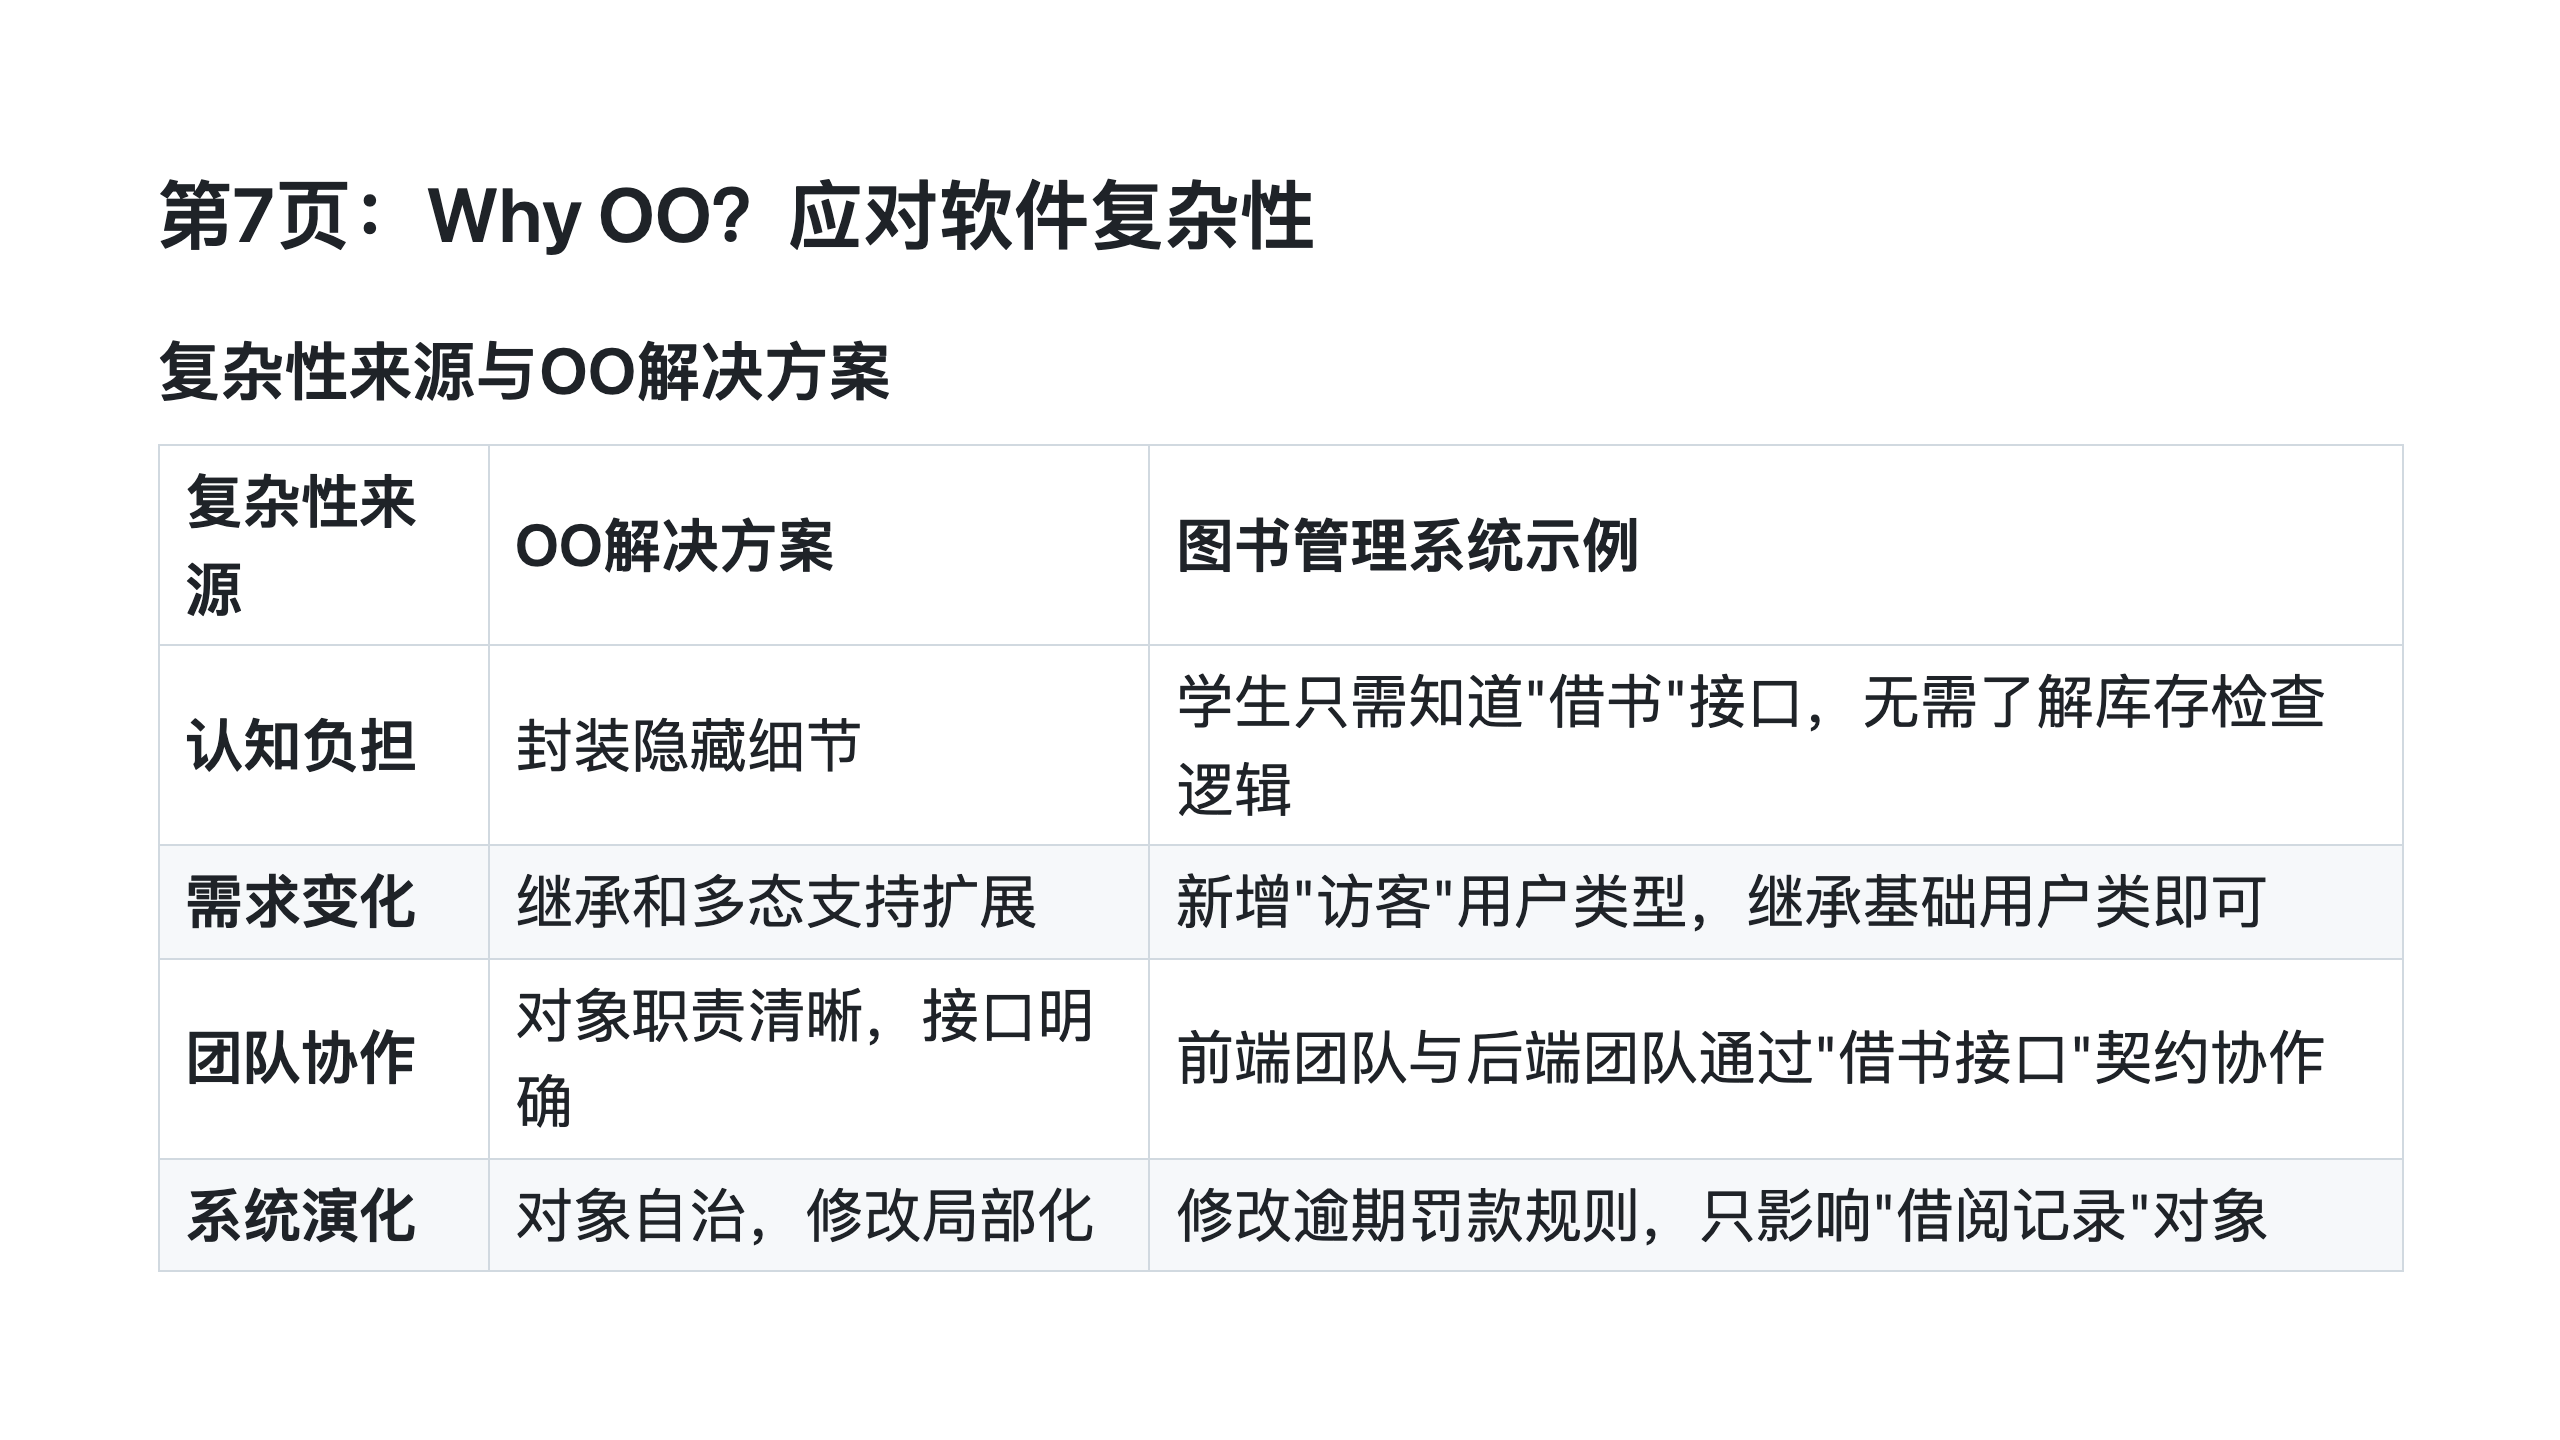 第7页：Why OO？应对软件复杂性
复杂性来源与OO解决方案
复杂性来
源
OO解决方案
图书管理系统示例
认知负担
封装隐藏细节
学生只需知道"借书"接口，无需了解库存检查
逻辑
需求变化
继承和多态支持扩展
新增"访客"用户类型，继承基础用户类即可
团队协作
对象职责清晰，接口明
确
前端团队与后端团队通过"借书接口"契约协作
系统演化
对象自治，修改局部化
修改逾期罚款规则，只影响"借阅记录"对象